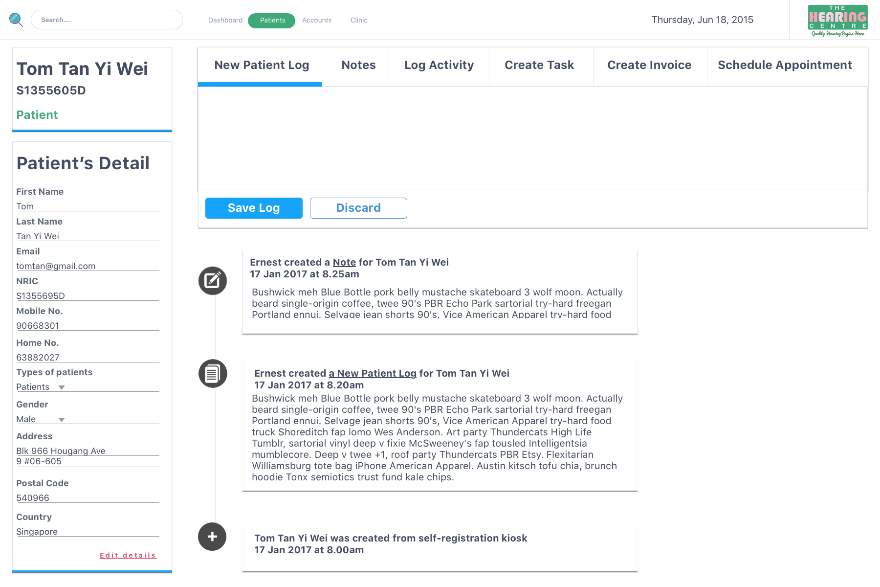 Search....
Dashboard
Patients
Accounts
Clinic
Thursday, Jun 18, 2015
THE
HEARING
CENTRE
Quality Hearing Begins Here
Tom Tan Yi Wei
S1355605D
Patient
Patient's Detail
First Name
Tom
Last Name
Tan Yi Wei
Email
tomtan@gmail.com
NRIC
S1355695D
Mobile No.
90668301
Home No.
63882027
Types of patients
Patients
Gender
Male
Address
Blk 966 Hougang Ave
9 #06-605
Postal Code
540966
Country
Singapore
Edit details
New Patient Log
Notes
Log Activity
Create Task
Create Invoice
Schedule Appointment
Save Log
Discard
Ernest created a Note for Tom Tan Yi Wei
17 Jan 2017 at 8.25am
Bushwick meh Blue Bottle pork belly mustache skateboard 3 wolf moon. Actually
beard single-origin coffee, twee 90's PBR Echo Park sartorial try-hard freegan
Portland ennui. Selvage jean shorts 90's, Vice American Apparel try-hard food
Ernest created a New Patient Log for Tom Tan Yi Wei
17 Jan 2017 at 8.20am
Bushwick meh Blue Bottle pork belly mustache skateboard 3 wolf moon. Actually
beard single-origin coffee, twee 90's PBR Echo Park sartorial try-hard freegan
Portland ennui. Selvage jean shorts 90's, Vice American Apparel try-hard food
truck Shoreditch fap lomo Wes Anderson. Art party Thundercats High Life
Tumblr, sartorial vinyl deep v fixie McSweeney's fap tousled Intelligentsia
mumblecore. Deep v twee +1, roof party Thundercats PBR Etsy. Flexitarian
Williamsburg tote bag iPhone American Apparel. Austin kitsch tofu chia, brunch
hoodie Tonx semiotics trust fund kale chips.
Tom Tan Yi Wei was created from self-registration kiosk
17 Jan 2017 at 8.00am